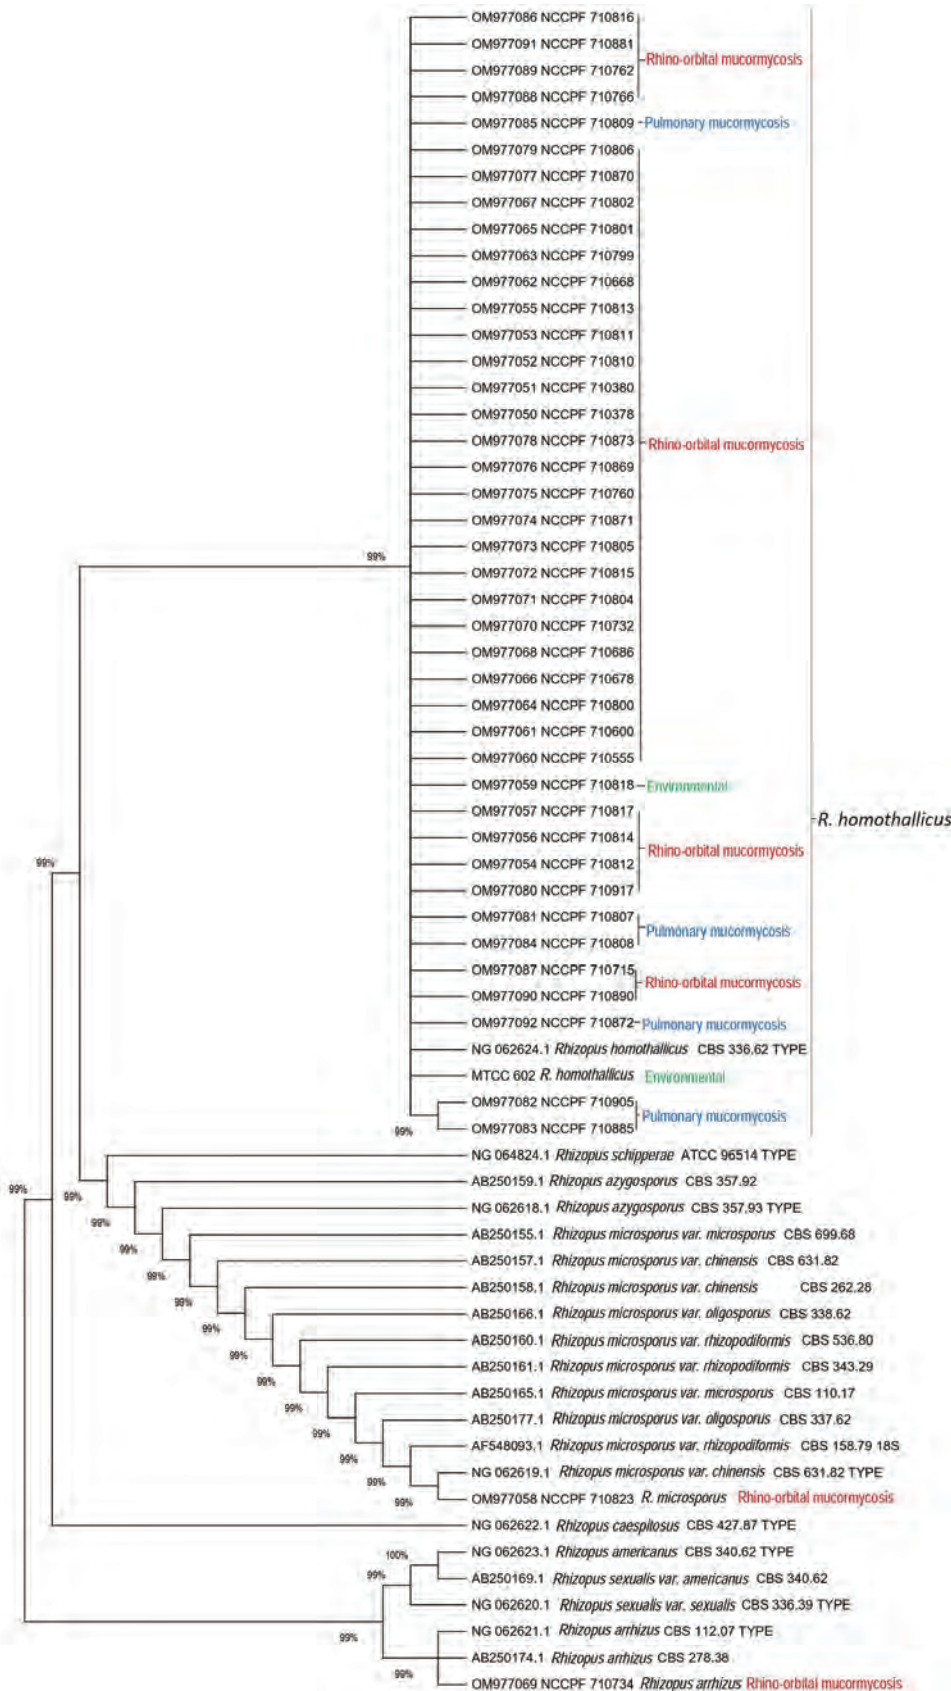 OM977086 NCCPF 710816
OM977091 NCCPF 710881
Rhino-orbital mucormycosis
OM977089 NCCPF 710762
OM977088 NCCPF 710766
OM977085 NCCPF 710809 Pulmonary mucormycosis
OM977079 NCCPF 710806
OM977077 NCCPF 710870
OM977067 NCCPF 710802
OM977065 NCCPF 710801
OM977063 NCCPF 710799
OM977062 NCCPF 710668
OM977055 NCCPF 710813
OM977053 NCCPF 710811
OM977052 NCCPF 710810
OM977051 NCCPF 710380
OM977050 NCCPF 710378
OM977078 NCCPF 710873 Rhino-orbital mucormycosis
OM977076 NCCPF 710869
OM977075 NCCPF 710760
OM977074 NCCPF 710871
OM977073 NCCPF 710805
99%
OM977072 NCCPF 710815
OM977071 NCCPF 710804
OM977070 NCCPF 710732
OM977068 NCCPF 710686
OM977066 NCCPF 710678
OM977064 NCCPF 710800
OM977061 NCCPF 710600
OM977060 NCCPF 710555
OM977059 NCCPF 710818 Environmental
OM977057 NCCPF 710817
R. homothallicus
OM977056 NCCPF 710814
Rhino-orbital mucormycosis
OM977054 NCCPF 710812
99%
OM977080 NCCPF 710917
OM977081 NCCPF 710807
Pulmonary mucormycosis
OM977084 NCCPF 710808
OM977087 NCCPF 710715
Rhino-orbital mucormycosis
OM977090 NCCPF 710890
OM977092 NCCPF 710872 Pulmonary mucormycosis
NG 062624.1 Rhizopus homothallicus CBS 336.62 TYPE
MTCC 602 R. homothallicus Environmental
OM977082 NCCPF 710905
Pulmonary mucormycosis
99%
OM977083 NCCPF 710885
NG 064824.1 Rhizopus schipperae ATCC 96514 TYPE
AB250159.1 Rhizopus azygosporus CBS 357.92
99%
99%
NG 062618.1 Rhizopus azygosporus CBS 357.93 TYPE
99%
AB250155.1 Rhizopus microsporus var. microsporus CBS 699.68
99%
AB250157.1 Rhizopus microsporus var. chinensis CBS 631.82
99%
AB250158.1 Rhizopus microsporus var. chinensis CBS 262.28
99%
AB250166.1 Rhizopus microsporus var. oligosporus CBS 338.62
99%
AB250160.1 Rhizopus microsporus var. rhizopodiformis CBS 536.80
99%
AB250161.1 Rhizopus microsporus var. rhizopodiformis CBS 343.29
99%
AB250165.1 Rhizopus microsporus var. microsporus CBS 110.17
99%
AB250177.1 Rhizopus microsporus var. oligosporus CBS 337.62
99%
AF548093.1 Rhizopus microsporus var. rhizopodiformis CBS 158.79 18S
99%
NG 062619.1 Rhizopus microsporus var. chinensis CBS 631.82 TYPE
99%
OM977058 NCCPF 710823 R. microsporus Rhino-orbital mucormycosis
99%
NG 062622.1 Rhizopus caespitosus CBS 427.87 TYPE
NG 062623.1 Rhizopus americanus CBS 340.62 TYPE
100%
AB250169.1 Rhizopus sexualis var. americanus CBS 340.62
99%
NG 062620.1 Rhizopus sexualis var. sexualis CBS 336.39 TYPE
NG 062621.1 Rhizopus arrhizus CBS 112.07 TYPE
99%
AB250174.1 Rhizopus arrhizus CBS 278.38
99%
OM977069 NCCPF 710734 Rhizopus arrhizus Rhino-orbital mucormycosis